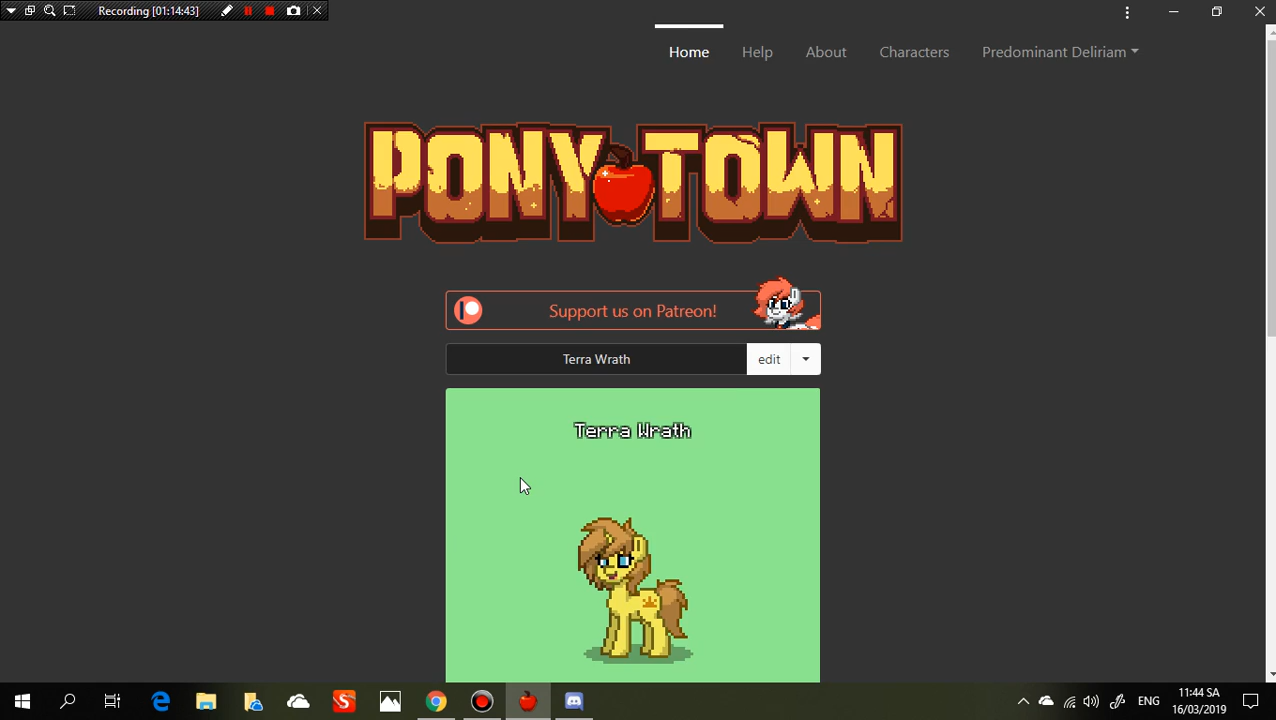 Recording [01:14:43]
Home Help About Characters Predominant Deliriam
PONY TOWN
Support us on Patreon!
Terra Wrath edit
Terra Wrath
ENG
11:44 SA
16/03/2019